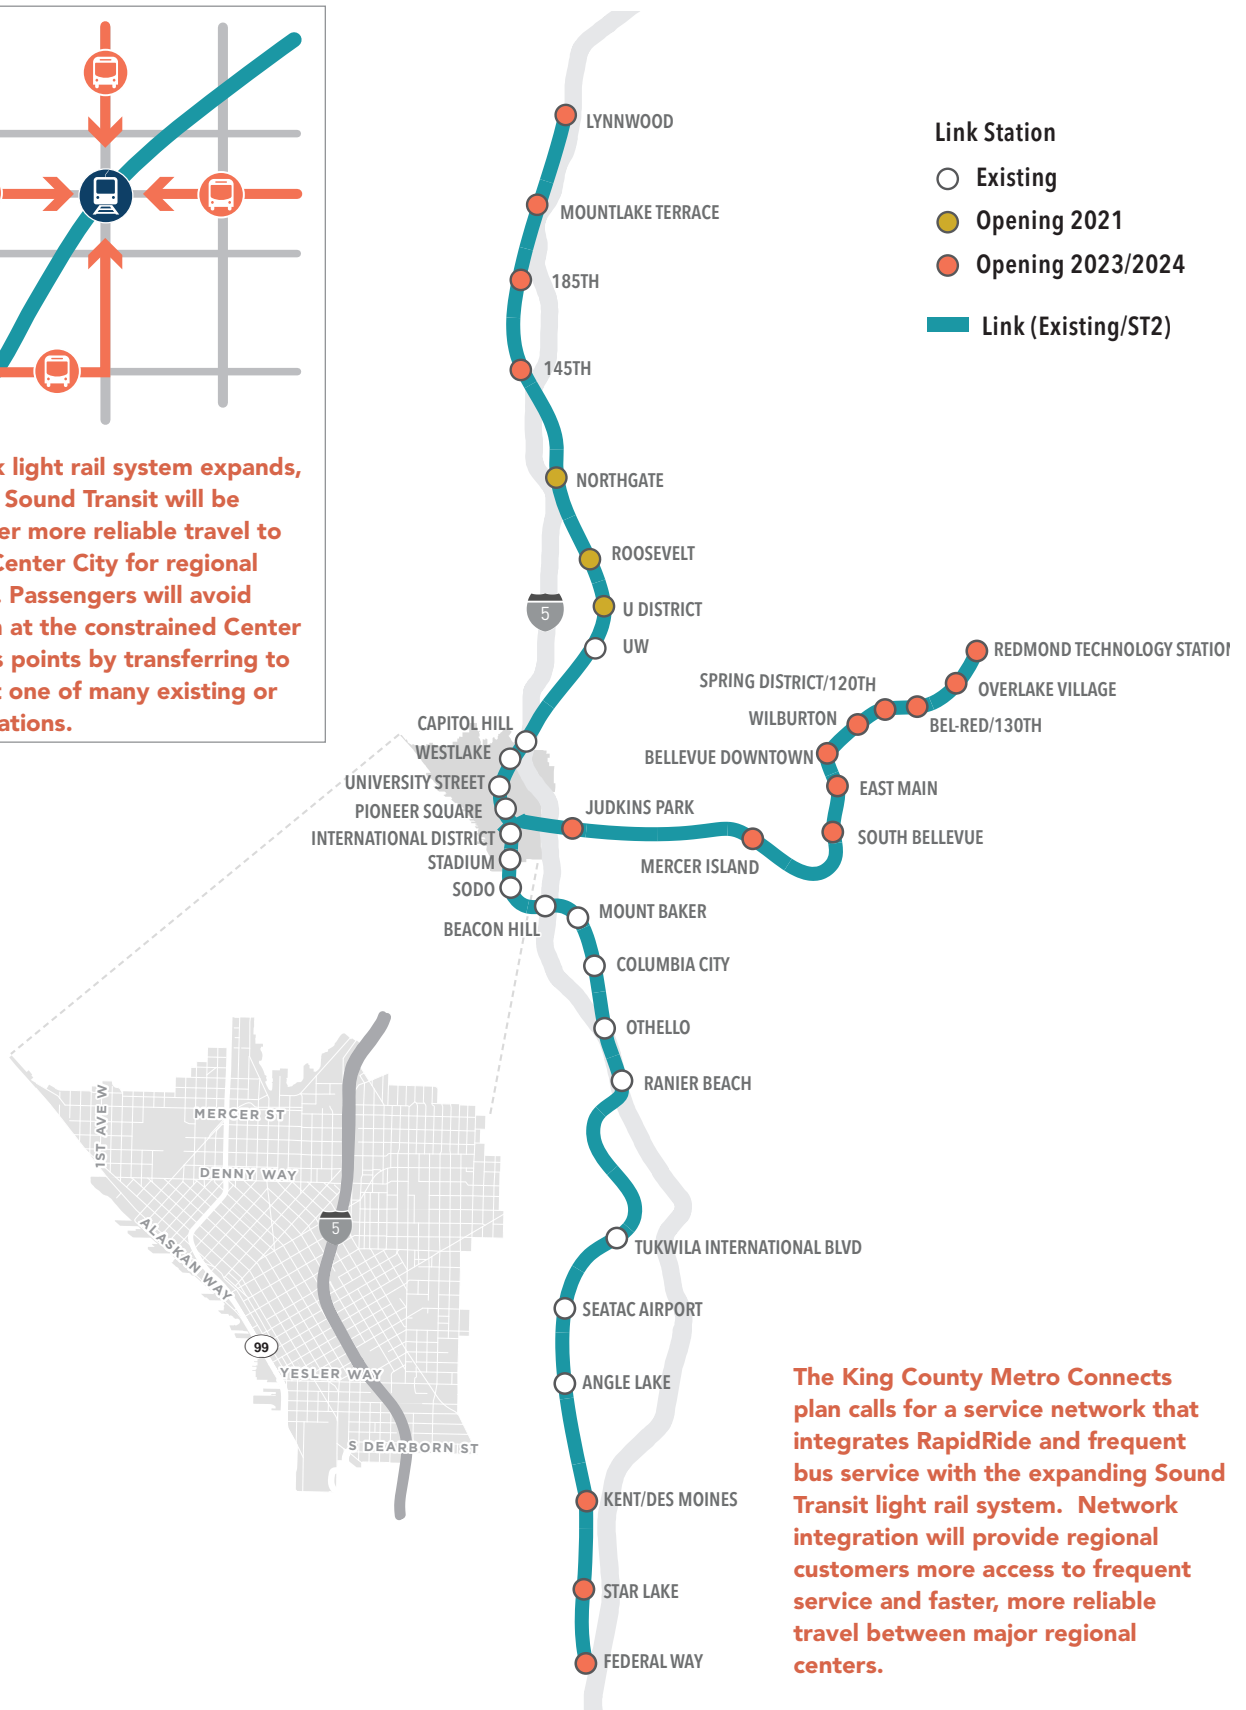 light rail system expands,
Sound Transit will be
er more reliable travel to
Center City for regional
. Passengers will avoid
at the constrained Center
s points by transferring to
t one of many existing or
ations.
Link Station
Existing
Opening 2021
Opening 2023/2024
Link (Existing/ST2)
LYNNWOOD
MOUNTLAKE TERRACE
185TH
145TH
NORTHGATE
ROOSEVELT
5
U DISTRICT
UW
REDMOND TECHNOLOGY STATION
SPRING DISTRICT/120TH
OVERLAKE VILLAGE
WILBURTON
BEL-RED/130TH
CAPITOL HILL
WESTLAKE
BELLEVUE DOWNTOWN
UNIVERSITY STREET
EAST MAIN
PIONEER SQUARE
JUDKINS PARK
INTERNATIONAL DISTRICT
SOUTH BELLEVUE
STADIUM
MERCER ISLAND
SODO
MOUNT BAKER
BEACON HILL
COLUMBIA CITY
OTHELLO
RANIER BEACH
TUKWILA INTERNATIONAL BLVD
SEATAC AIRPORT
ANGLE LAKE
KENT/DES MOINES
STAR LAKE
FEDERAL WAY
1ST AVE W
MERCER ST
DENNY WAY
ALASKAN WAY
5
99
YESLER WAY
S DEARBORN ST
The King County Metro Connects
plan calls for a service network that
integrates RapidRide and frequent
bus service with the expanding Sound
Transit light rail system. Network
integration will provide regional
customers more access to frequent
service and faster, more reliable
travel between major regional
centers.